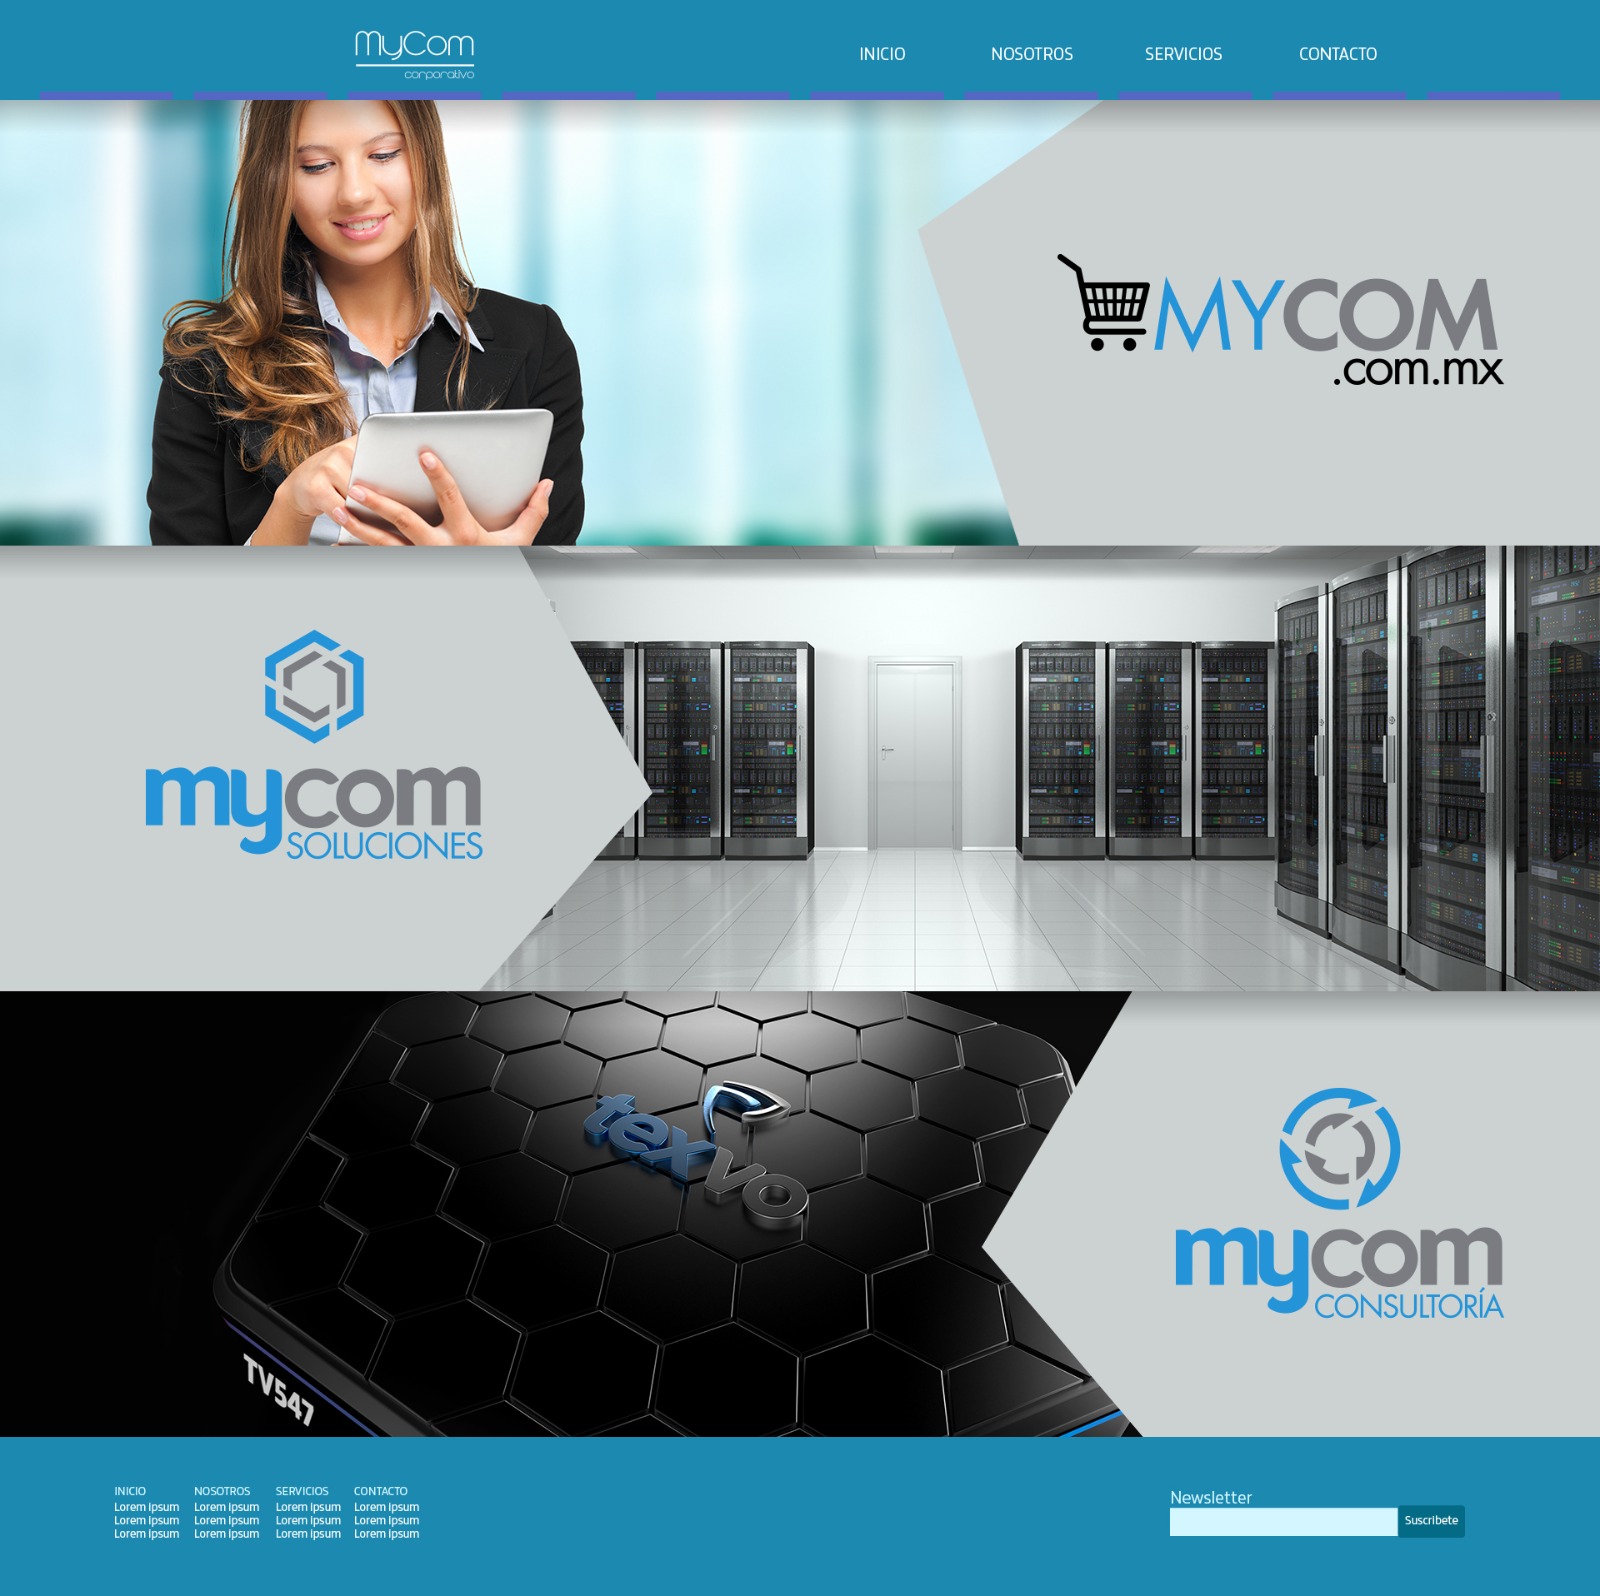 MyCom
corporativo
INICIO NOSOTROS SERVICIOS CONTACTO
MYCOM
.com.mx
mycom
SOLUCIONES
texvo
TV547
mycom
CONSULTORÍA
INICIO NOSOTROS SERVICIOS CONTACTO
Lorem Ipsum Lorem Ipsum Lorem Ipsum Lorem Ipsum
Lorem Ipsum Lorem Ipsum Lorem Ipsum Lorem Ipsum
Lorem Ipsum Lorem Ipsum Lorem Ipsum Lorem Ipsum
Newsletter
Suscribete